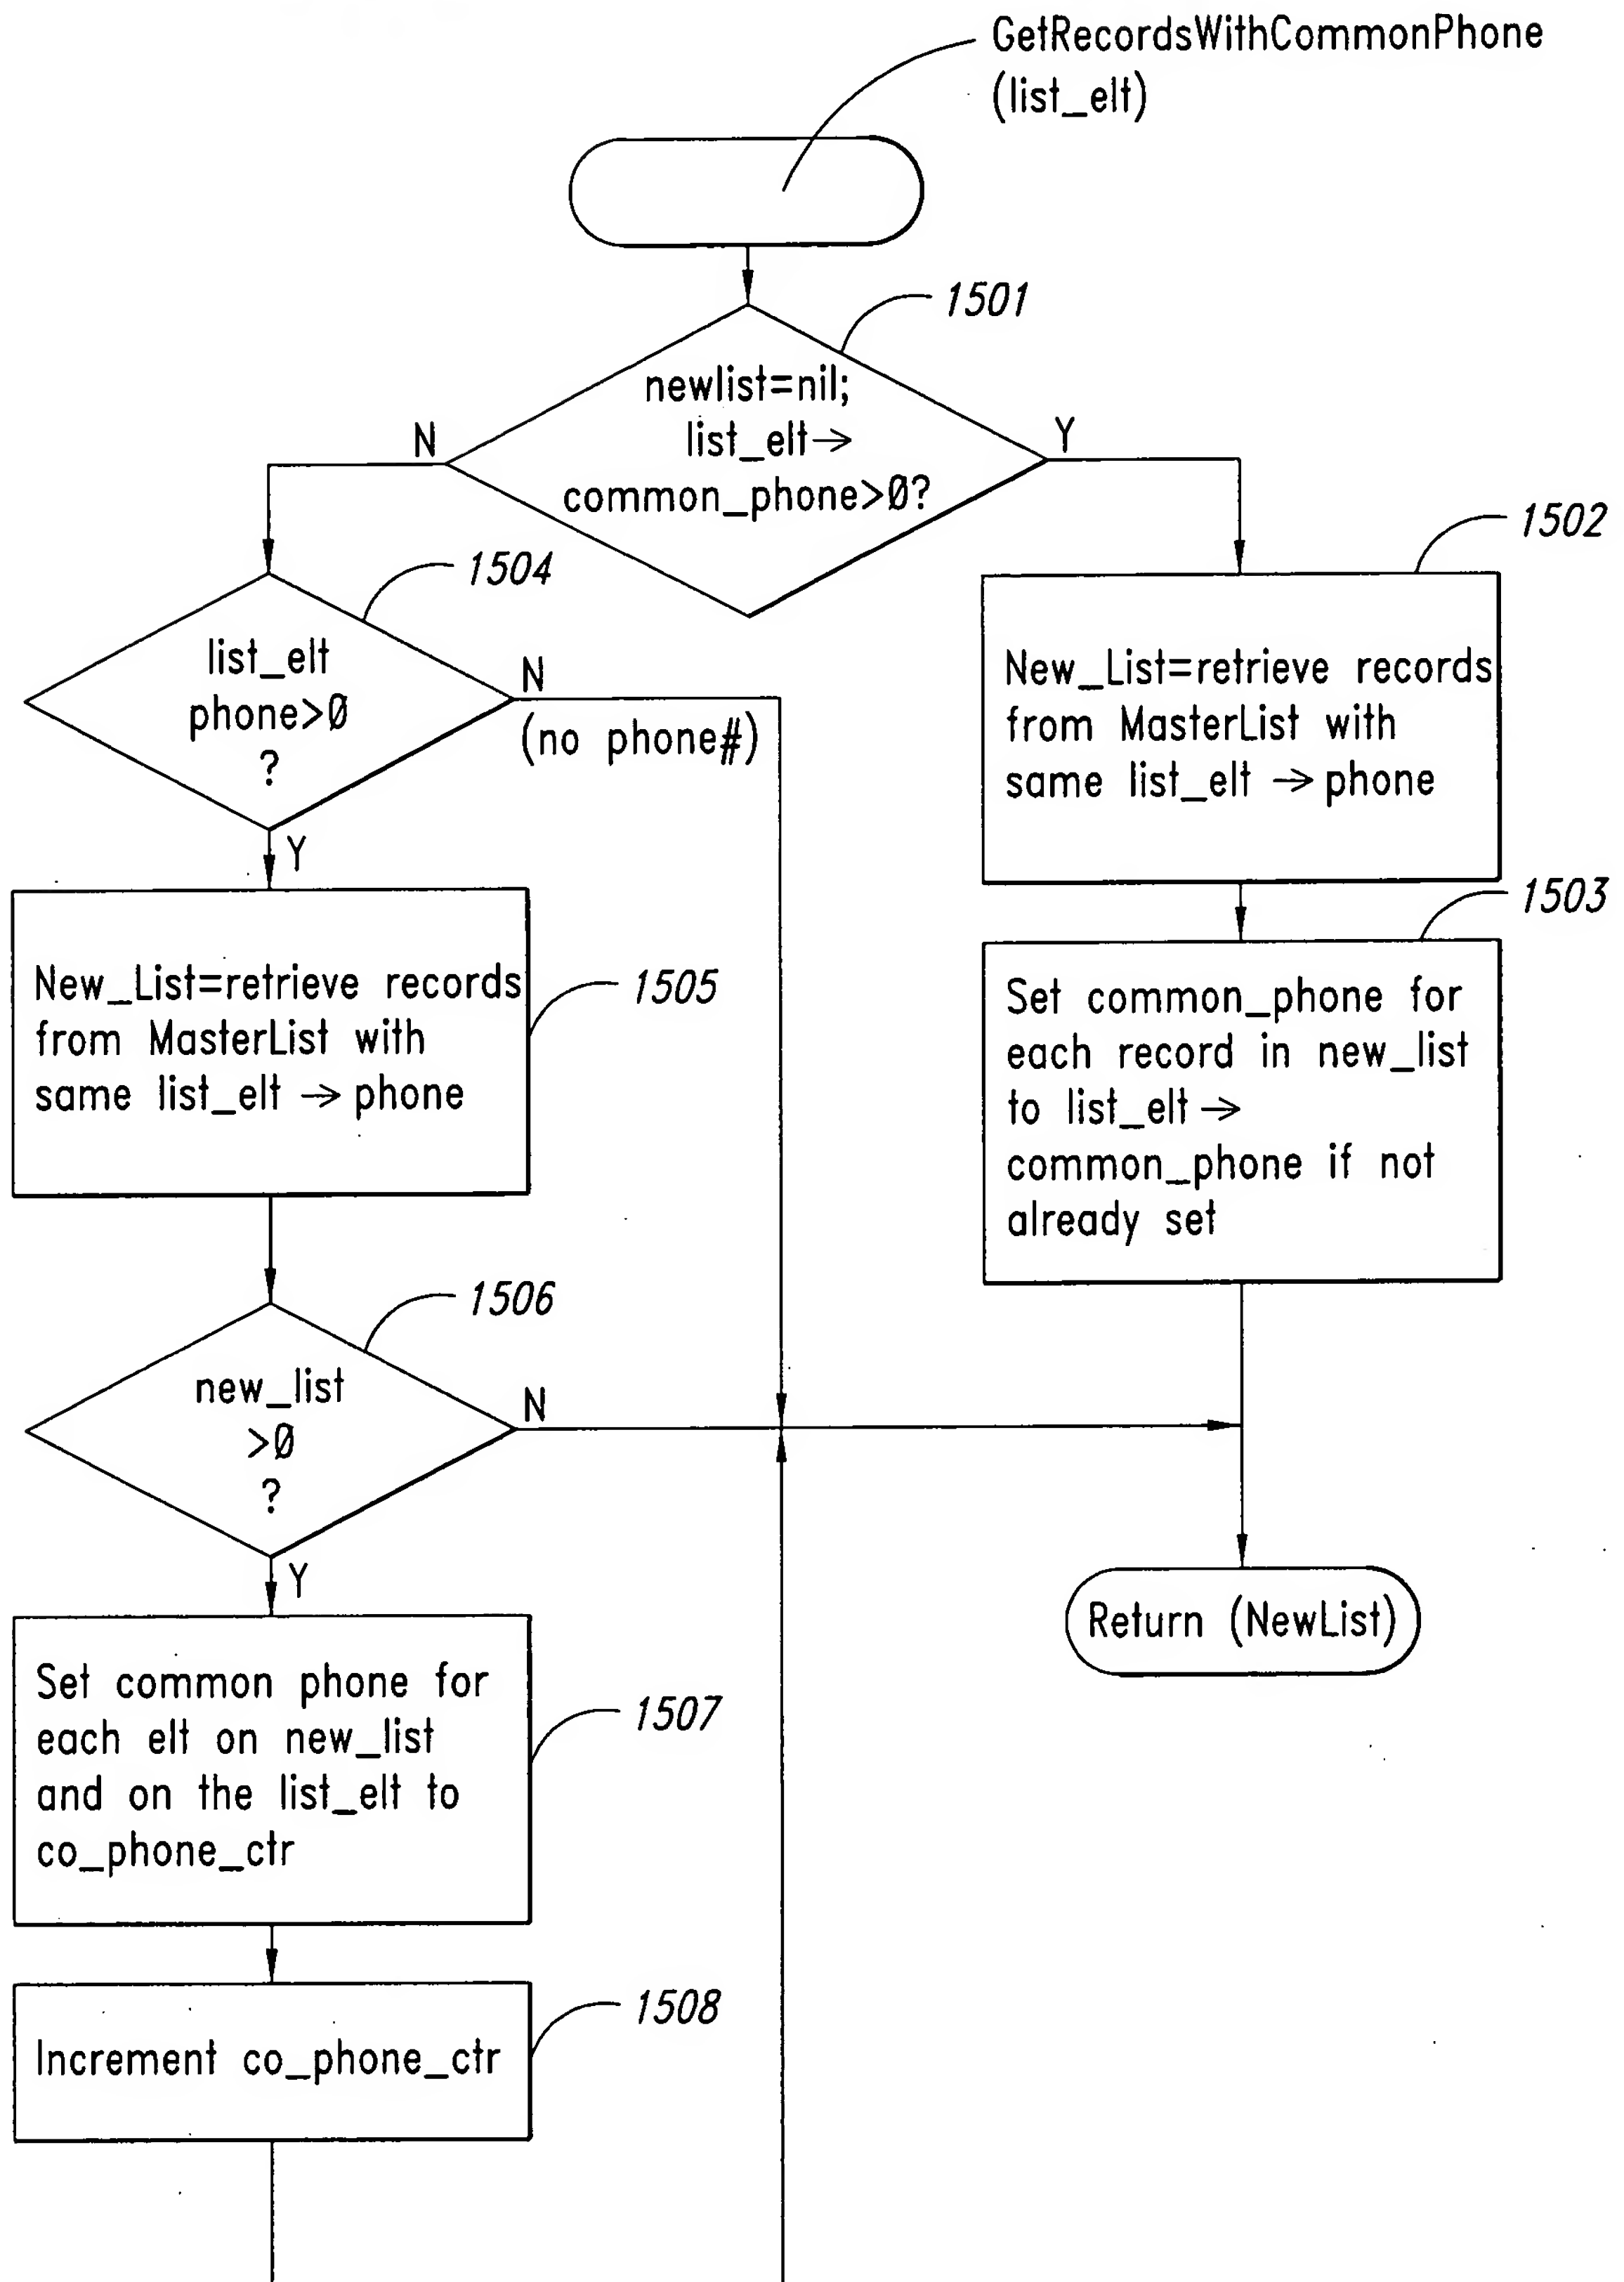 GetRecordsWithCommonPhone
(list_elt)
1501
newlist=nil;
list_elt→
common_phone>0?
N
Y
1502
New_List=retrieve records
from MasterList with
same list_elt → phone
1503
Set common_phone for
each record in new_list
to list_elt →
common_phone if not
already set
1504
list_elt
phone>0
?
N
(no phone#)
Y
1505
New_List=retrieve records
from MasterList with
same list_elt → phone
1506
new_list
>0
?
N
Y
Return (NewList)
1507
Set common phone for
each elt on new_list
and on the list_elt to
co_phone_ctr
1508
Increment co_phone_ctr